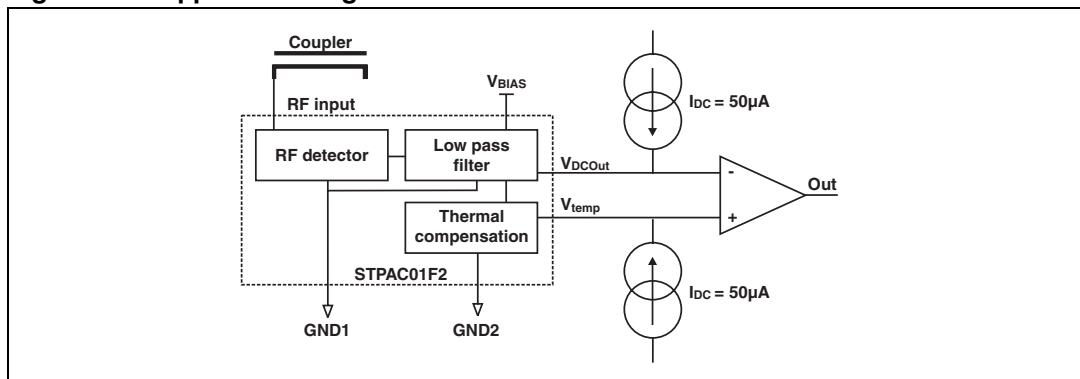 Coupler
RF input
VBIAS
RF detector
Low pass
filter
VDCOut
Vtemp
Thermal
compensation
STPAC01F2
GND1
GND2
IDC = 50µA
-
+
Out
IDC = 50µA